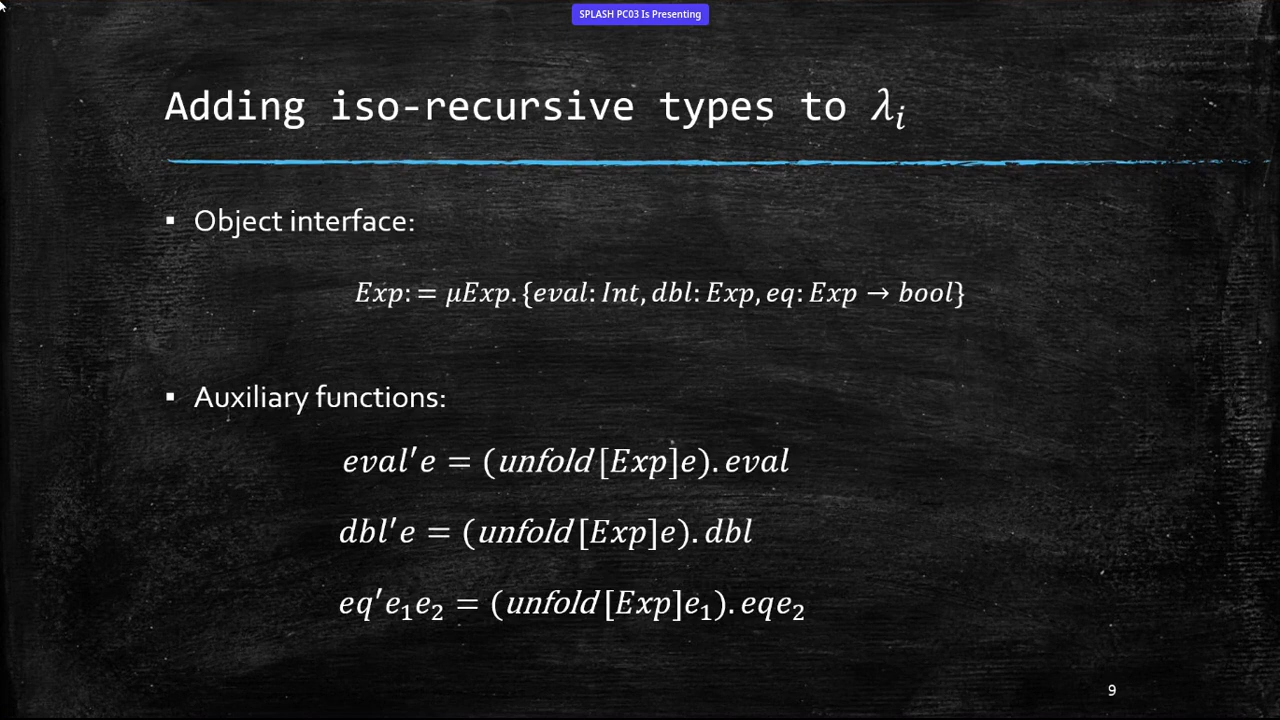 SPLASH PC03 Is Presenting
Adding iso-recursive types to λᵢ
▪ Object interface:
Exp: = μExp. {eval: Int, dbl: Exp, eq: Exp → bool}
▪ Auxiliary functions:
eval′e = (unfold [Exp]e). eval
dbl′e = (unfold [Exp]e). dbl
eq′e₁e₂ = (unfold [Exp]e₁). eqe₂
9